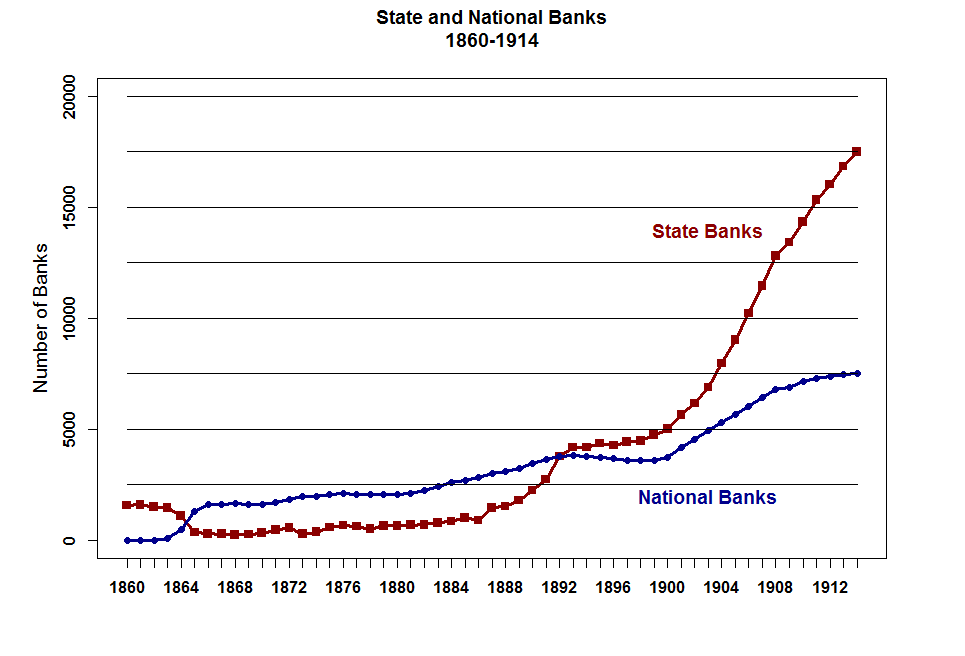 State and National Banks
1860-1914
Number of Banks
20000
15000
10000
5000
0
State Banks
National Banks
1860 1864 1868 1872 1876 1880 1884 1888 1892 1896 1900 1904 1908 1912